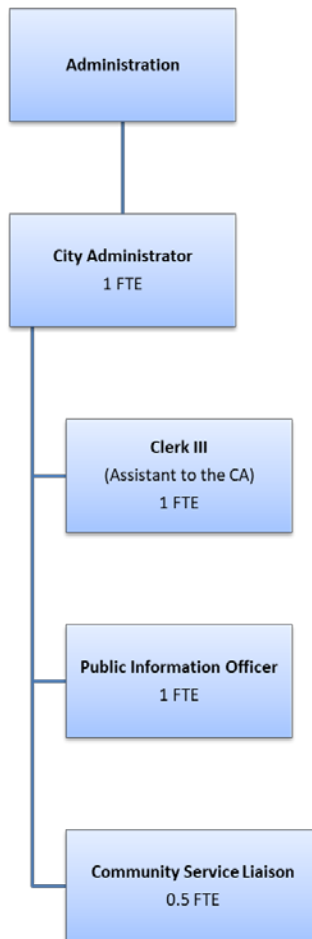 Administration
City Administrator
1 FTE
Clerk III
(Assistant to the CA)
1 FTE
Public Information Officer
1 FTE
Community Service Liaison
0.5 FTE